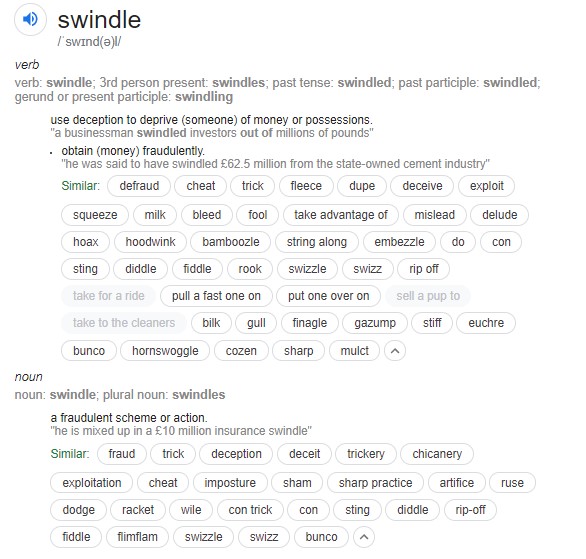 swindle
/ˈswɪnd(ə)l/
verb
verb: swindle; 3rd person present: swindles; past tense: swindled; past participle: swindled;
gerund or present participle: swindling
use deception to deprive (someone) of money or possessions.
"a businessman swindled investors out of millions of pounds"
• obtain (money) fraudulently.
"he was said to have swindled £62.5 million from the state-owned cement industry"
Similar: defraud cheat trick fleece dupe deceive exploit
squeeze milk bleed fool take advantage of mislead delude
hoax hoodwink bamboozle string along embezzle do con
sting diddle fiddle rook swizzle swizz rip off
take for a ride pull a fast one on put one over on sell a pup to
take to the cleaners bilk gull finagle gazump stiff euchre
bunco hornswoggle cozen sharp mulct
noun
noun: swindle; plural noun: swindles
a fraudulent scheme or action.
"he is mixed up in a £10 million insurance swindle"
Similar: fraud trick deception deceit trickery chicanery
exploitation cheat imposture sham sharp practice artifice ruse
dodge racket wile con trick con sting diddle rip-off
fiddle flimflam swizzle swizz bunco